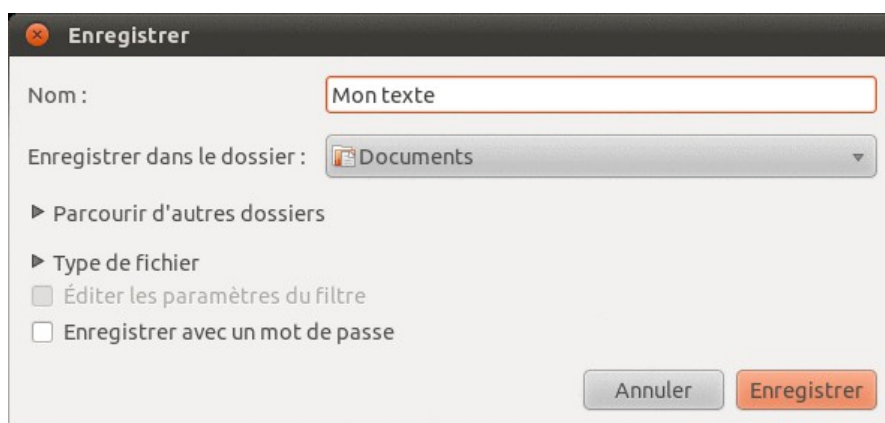 Enregistrer
Nom :
Mon texte
Enregistrer dans le dossier :
Documents
Parcourir d'autres dossiers
Type de fichier
Éditer les paramètres du filtre
Enregistrer avec un mot de passe
Annuler
Enregistrer